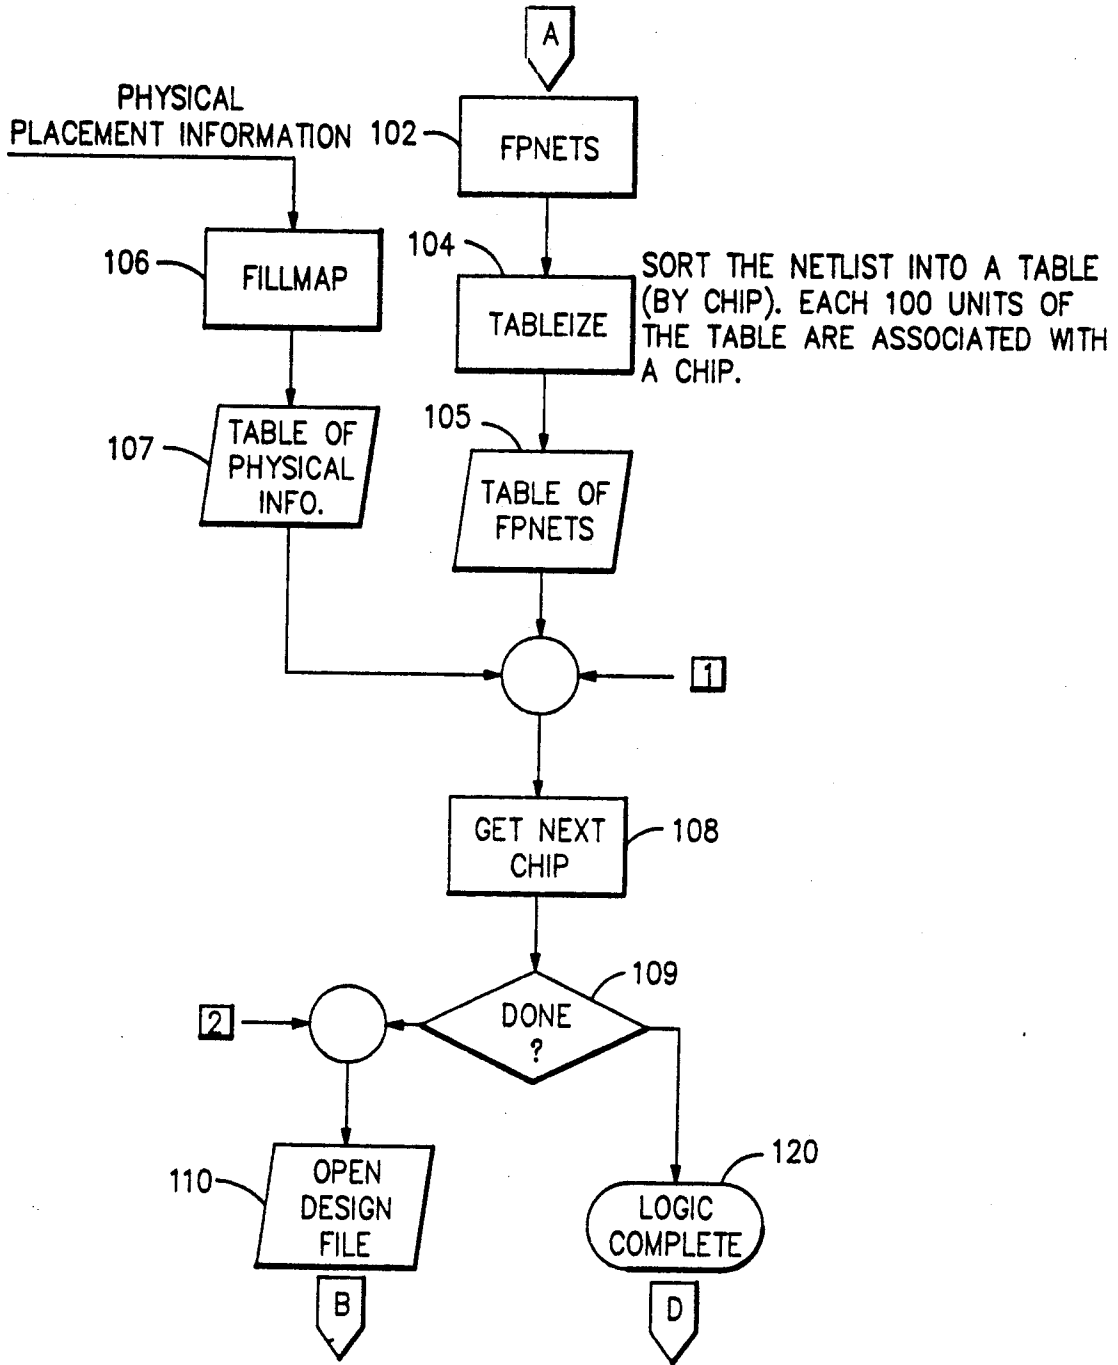 A
PHYSICAL
PLACEMENT INFORMATION
102
FPNETS
106
FILLMAP
104
TABLEIZE
SORT THE NETLIST INTO A TABLE
(BY CHIP). EACH 100 UNITS OF
THE TABLE ARE ASSOCIATED WITH
A CHIP.
107
TABLE OF
PHYSICAL
INFO.
105
TABLE OF
FPNETS
1
GET NEXT
CHIP
108
109
DONE
?
2
110
OPEN
DESIGN
FILE
120
LOGIC
COMPLETE
B
D